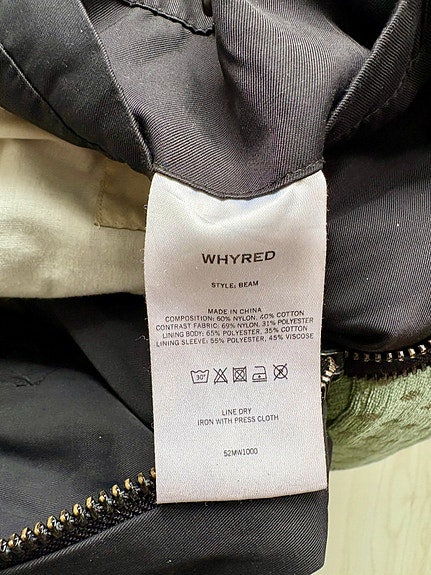 WHYRED
STYLE: BEAM
MADE IN CHINA
COMPOSITION: 60% NYLON, 40% COTTON
CONTRAST FABRIC: 69% NYLON, 31% POLYESTER
LINING BODY: 65% POLYESTER, 35% COTTON
LINING SLEEVE: 55% POLYESTER, 45% VISCOSE
30°
LINE DRY
IRON WITH PRESS CLOTH
52MW1000